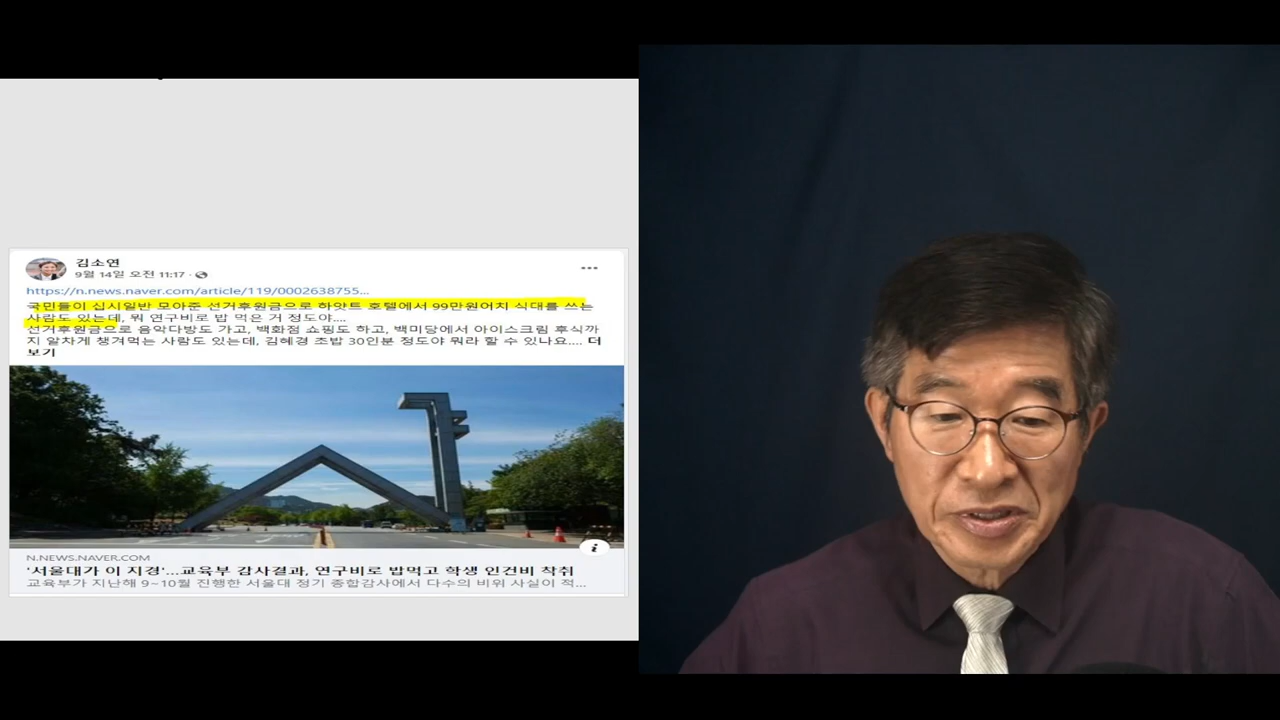 김소연
9월 14일 오전 11:17 ·
https://n.news.naver.com/article/119/0002638755...
국민들이 십시일반 모아준 선거후원금으로 하얏트 호텔에서 99만원어치 식대를 쓰는
사람도 있는데, 뭐 연구비로 밥 먹은 거 정도야....
선거후원금으로 음악다방도 가고, 백화점 쇼핑도 하고, 백미당에서 아이스크림 후식까
지 알차게 챙겨먹는 사람도 있는데, 김혜경 초밥 30인분 정도야 뭐라 할 수 있나요.... 더
보기
N.NEWS.NAVER.COM
'서울대가 이 지경'...교육부 감사결과, 연구비로 밥먹고 학생 인건비 착취
교육부가 지난해 9~10월 진행한 서울대 정기 종합감사에서 다수의 비위 사실이 적...